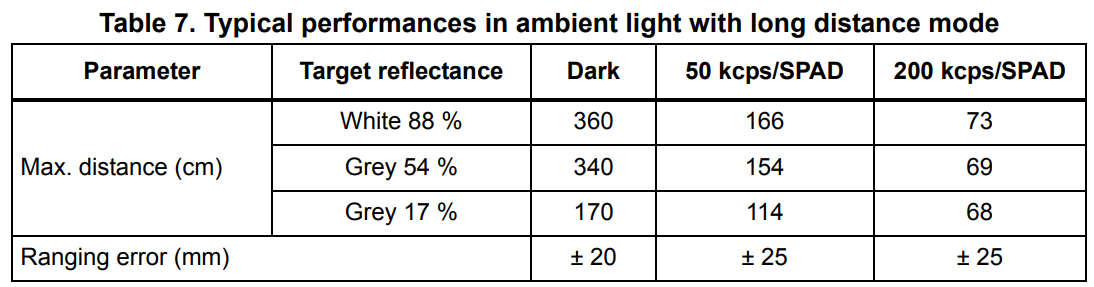 Table 7. Typical performances in ambient light with long distance mode
Parameter Target reflectance Dark 50 kcps/SPAD 200 kcps/SPAD
White 88 % 360 166 73
Max. distance (cm) Grey 54 % 340 154 69
Grey 17 % 170 114 68
Ranging error (mm) ± 20 ± 25 ± 25